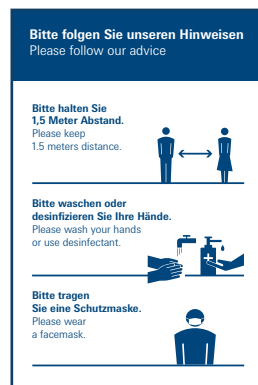 Bitte folgen Sie unseren Hinweisen
Please follow our advice
Bitte halten Sie
1,5 Meter Abstand.
Please keep
1.5 meters distance.
Bitte waschen oder
desinfizieren Sie Ihre Hände.
Please wash your hands
or use desinfectant.
Bitte tragen
Sie eine Schutzmaske.
Please wear
a facemask.